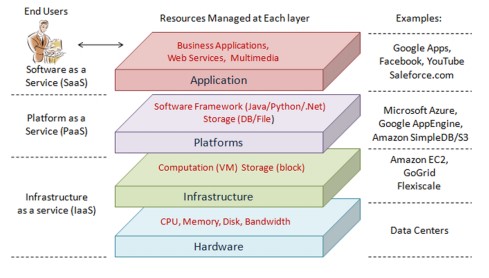 End Users
Resources Managed at Each layer
Examples:
Business Applications,
Web Services, Multimedia
Application
Software as a
Service (SaaS)
Google Apps,
Facebook, YouTube
Saleforce.com
Software Framework (Java/Python/.Net)
Storage (DB/File)
Platforms
Platform as a
Service (PaaS)
Microsoft Azure,
Google AppEngine,
Amazon SimpleDB/S3
Computation (VM) Storage (block)
Infrastructure
Infrastructure
as a service (IaaS)
Amazon EC2,
GoGrid
Flexiscale
CPU, Memory, Disk, Bandwidth
Hardware
Data Centers